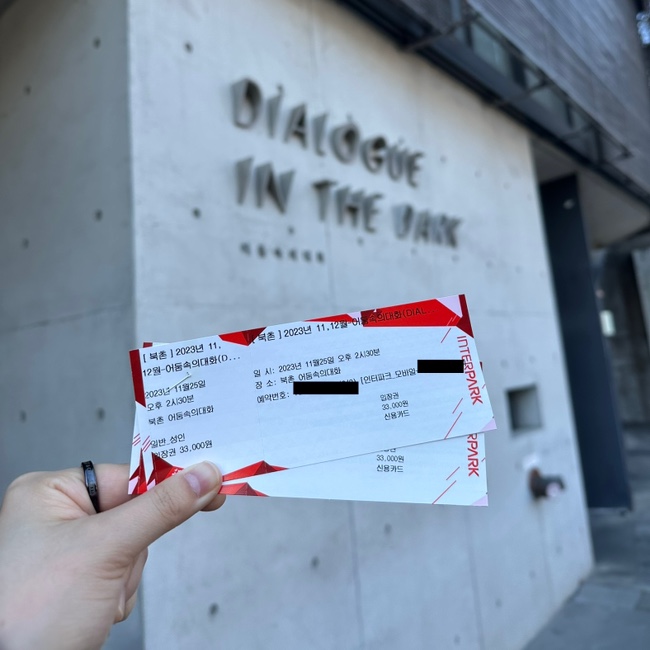 DIALOGUE
IN THE DARK
[ 북촌 ] 2023년 11,
12월-어둠속의대화(D...
2023년 11월25일
오후 2시30분
북촌 어둠속의대화
일반_성인
입장권 33,000원
[ 북촌 ] 2023년 11,12월-어둠속의대화(DIAL
일 시: 2023년 11월25일 오후 2시30분
장 소: 북촌 어둠속의대화
예약번호:
[인터파크_모바일
입장권
33,000원
신용카드
INTERPARK
33,000원
신용카드
RPARK